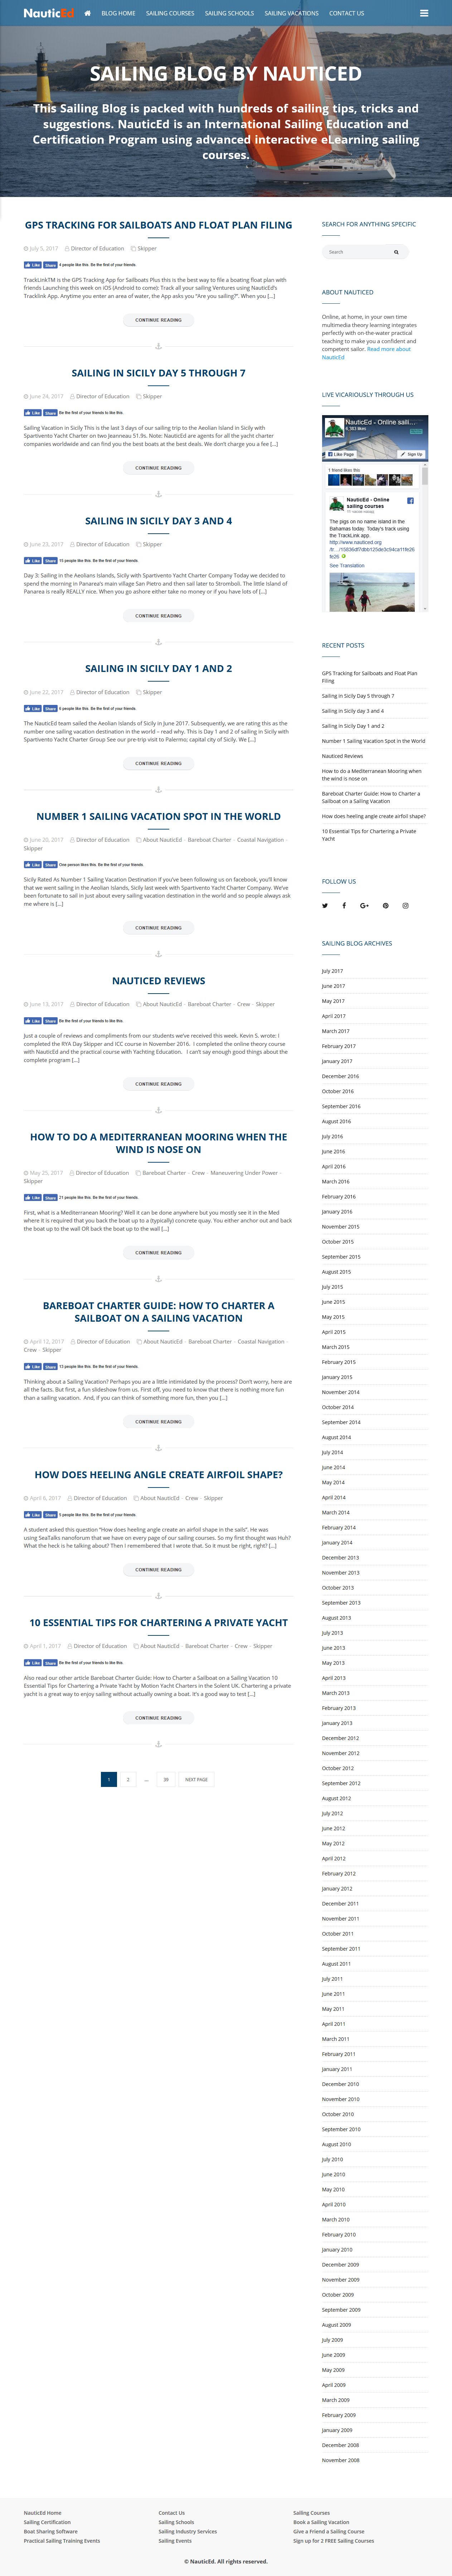 NauticEd
BLOG HOME
SAILING COURSES
SAILING SCHOOLS
SAILING VACATIONS
CONTACT US
SAILING BLOG BY NAUTICED
This Sailing Blog is packed with hundreds of sailing tips, tricks and
suggestions. NauticEd is an International Sailing Education and
Certification Program using advanced interactive eLearning sailing
courses.
GPS TRACKING FOR SAILBOATS AND FLOAT PLAN FILING
July 5, 2017 Director of Education Skipper
Like Share 4 people like this. Be the first of your friends.
TrackLinkTM is the GPS Tracking App for Sailboats Plus this is the best way to file a boating float plan with
friends Launching this week on iOS (Android to come): Track all your sailing Ventures using NauticEd's
Tracklink App. Anytime you enter an area of water, the App asks you "Are you sailing?". When you [...]
CONTINUE READING
SAILING IN SICILY DAY 5 THROUGH 7
June 24, 2017 Director of Education Skipper
Like Share Be the first of your friends to like this.
Sailing Vacation in Sicily This is the last 3 days of our sailing trip to the Aeolian Island in Sicily with
Spartivento Yacht Charter on two Jeanneau 51.9s. Note: NauticEd are agents for all the yacht charter
companies worldwide and can find you the best boats at the best deals. We don't charge you a fee [...]
CONTINUE READING
SAILING IN SICILY DAY 3 AND 4
June 23, 2017 Director of Education Skipper
Like Share 15 people like this. Be the first of your friends.
Day 3: Sailing in the Aeolians Islands, Sicily with Spartivento Yacht Charter Company Today we decided to
spend the morning in Panarea's main village San Pietro and then sail later to Stromboli. The little island of
Panarea is really REALLY nice. When you go ashore either take no money or if you have lots of [...]
CONTINUE READING
SAILING IN SICILY DAY 1 AND 2
June 22, 2017 Director of Education Skipper
Like Share 6 people like this. Be the first of your friends.
The NauticEd team sailed the Aeolian Islands of Sicily in June 2017. Subsequently, we are rating this as the
number one sailing vacation destination in the world – read why. This is Day 1 and 2 of sailing in Sicily with
Spartivento Yacht Charter Group See our pre-trip visit to Palermo; capital city of Sicily. We [...]
CONTINUE READING
NUMBER 1 SAILING VACATION SPOT IN THE WORLD
June 20, 2017 Director of Education About NauticEd · Bareboat Charter · Coastal Navigation ·
Skipper
Like Share One person likes this. Be the first of your friends.
Sicily Rated As Number 1 Sailing Vacation Destination If you've been following us on facebook, you'll know
that we went sailing in the Aeolian Islands, Sicily last week with Spartivento Yacht Charter Company. We've
been fortunate to sail in just about every sailing vacation destination in the world and so people always ask
me where is [...]
CONTINUE READING
NAUTICED REVIEWS
June 13, 2017 Director of Education About NauticEd · Bareboat Charter · Crew · Skipper
Like Share Be the first of your friends to like this.
Just a couple of reviews and compliments from our students we've received this week. Kevin S. wrote: I
completed the RYA Day Skipper and ICC course in November 2016. I completed the online theory course
with NauticEd and the practical course with Yachting Education. I can't say enough good things about the
complete program [...]
CONTINUE READING
HOW TO DO A MEDITERRANEAN MOORING WHEN THE
WIND IS NOSE ON
May 25, 2017 Director of Education Bareboat Charter · Crew · Maneuvering Under Power ·
Skipper
Like Share 21 people like this. Be the first of your friends.
First, what is a Mediterranean Mooring? Well it can be done anywhere but you mostly see it in the Med
where it is required that you back the boat up to a (typically) concrete quay. You either anchor out and back
the boat up to the wall OR back the boat up to the wall [...]
CONTINUE READING
BAREBOAT CHARTER GUIDE: HOW TO CHARTER A
SAILBOAT ON A SAILING VACATION
April 12, 2017 Director of Education About NauticEd · Bareboat Charter · Coastal Navigation ·
Crew · Skipper
Like Share 13 people like this. Be the first of your friends.
Thinking about a Sailing Vacation? Perhaps you are a little intimidated by the process? Don't worry, here are
all the facts. But first, a fun slideshow from us. First off, you need to know that there is nothing more fun
than a sailing vacation. And, if you can think of something more fun, then you [...]
CONTINUE READING
HOW DOES HEELING ANGLE CREATE AIRFOIL SHAPE?
April 6, 2017 Director of Education About NauticEd · Crew · Skipper
Like Share 5 people like this. Be the first of your friends.
A student asked this question "How does heeling angle create an airfoil shape in the sails". He was
using SeaTalks nanoforum that we have on every page of our sailing courses. So my first thought was Huh?
What the heck is he talking about? Then I remembered that I wrote that. So it must be right, right? [...]
CONTINUE READING
10 ESSENTIAL TIPS FOR CHARTERING A PRIVATE YACHT
April 1, 2017 Director of Education About NauticEd · Bareboat Charter · Crew · Skipper
Like Share Be the first of your friends to like this.
Also read our other article Bareboat Charter Guide: How to Charter a Sailboat on a Sailing Vacation 10
Essential Tips for Chartering a Private Yacht by Motion Yacht Charters in the Solent UK. Chartering a private
yacht is a great way to enjoy sailing without actually owning a boat. It's a good way to test [...]
CONTINUE READING
1 2 ... 39 NEXT PAGE
SEARCH FOR ANYTHING SPECIFIC
Search
ABOUT NAUTICED
Online, at home, in your own time
multimedia theory learning integrates
perfectly with on-the-water practical
teaching to make you a confident and
competent sailor. Read more about
NauticEd
LIVE VICARIOUSLY THROUGH US
NauticEd - Online saili...
Like Page
Sign Up
1 friend likes this
NauticEd - Online
sailing courses
The pigs on no name island in the
Bahamas today. Today's track using
the TrackLink app.
http://www.nauticed.org
See Translation
RECENT POSTS
GPS Tracking for Sailboats and Float Plan
Filing
Sailing in Sicily Day 5 through 7
Sailing in Sicily day 3 and 4
Sailing in Sicily Day 1 and 2
Number 1 Sailing Vacation Spot in the World
Nauticed Reviews
How to do a Mediterranean Mooring when
the wind is nose on
Bareboat Charter Guide: How to Charter a
Sailboat on a Sailing Vacation
How does heeling angle create airfoil shape?
10 Essential Tips for Chartering a Private
Yacht
FOLLOW US
SAILING BLOG ARCHIVES
July 2017
June 2017
May 2017
April 2017
March 2017
February 2017
January 2017
December 2016
October 2016
September 2016
August 2016
July 2016
June 2016
April 2016
March 2016
February 2016
January 2016
November 2015
October 2015
September 2015
August 2015
July 2015
June 2015
May 2015
April 2015
March 2015
February 2015
January 2015
November 2014
October 2014
September 2014
August 2014
July 2014
June 2014
May 2014
April 2014
March 2014
February 2014
January 2014
December 2013
November 2013
October 2013
September 2013
August 2013
July 2013
June 2013
May 2013
April 2013
March 2013
February 2013
January 2013
December 2012
November 2012
October 2012
September 2012
August 2012
July 2012
June 2012
May 2012
April 2012
February 2012
January 2012
December 2011
November 2011
October 2011
September 2011
August 2011
July 2011
June 2011
May 2011
April 2011
March 2011
February 2011
January 2011
December 2010
November 2010
October 2010
September 2010
August 2010
July 2010
June 2010
May 2010
April 2010
March 2010
February 2010
January 2010
December 2009
November 2009
October 2009
September 2009
August 2009
July 2009
June 2009
May 2009
April 2009
March 2009
February 2009
January 2009
December 2008
November 2008
NauticEd Home
Sailing Certification
Boat Sharing Software
Practical Sailing Training Events
Contact Us
Sailing Schools
Sailing Industry Services
Sailing Events
Sailing Courses
Book a Sailing Vacation
Give a Friend a Sailing Course
Sign up for 2 FREE Sailing Courses
© NauticEd. All rights reserved.